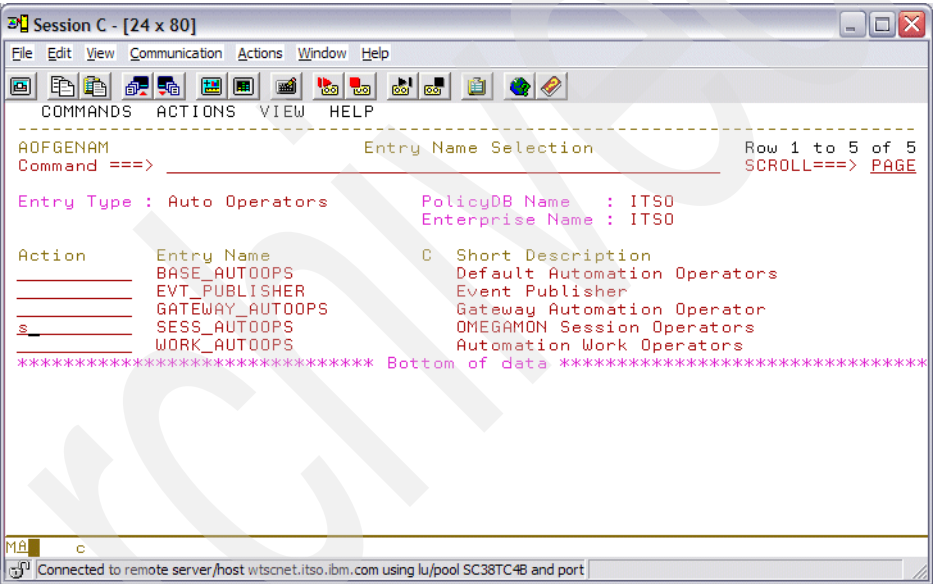 Session C - [24 x 80]
File Edit View Communication Actions Window Help
COMMANDS ACTIONS VIEW HELP
--------------------------------------------------------------------------------
AOFGENAM Entry Name Selection Row 1 to 5 of 5
Command ===> SCROLL===> PAGE
Entry Type : Auto Operators PolicyDB Name : ITSO
Enterprise Name : ITSO
Action Entry Name C Short Description
BASE_AUTOOPS Default Automation Operators
EVT_PUBLISHER Event Publisher
GATEWAY_AUTOOPS Gateway Automation Operator
s SESS_AUTOOPS OMEGAMON Session Operators
WORK_AUTOOPS Automation Work Operators
******************************* Bottom of data ********************************
MA c
Connected to remote server/host wtscnet.itso.ibm.com using lu/pool SC38TC4B and port